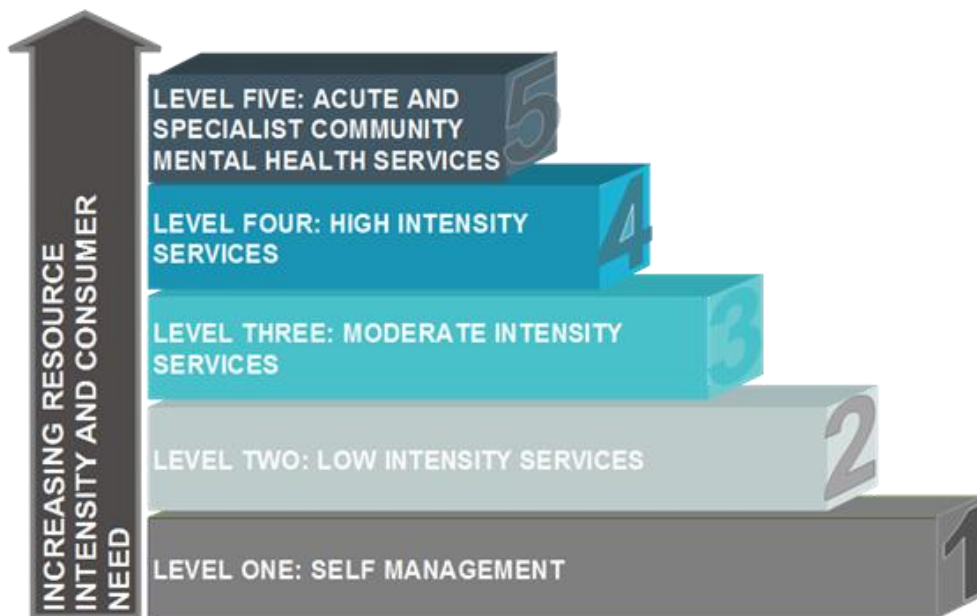 INCREASING RESOURCE
INTENSITY AND CONSUMER
NEED
LEVEL FIVE: ACUTE AND
SPECIALIST COMMUNITY
MENTAL HEALTH SERVICES
5
LEVEL FOUR: HIGH INTENSITY
SERVICES
4
LEVEL THREE: MODERATE INTENSITY
SERVICES
3
LEVEL TWO: LOW INTENSITY SERVICES
2
LEVEL ONE: SELF MANAGEMENT
1